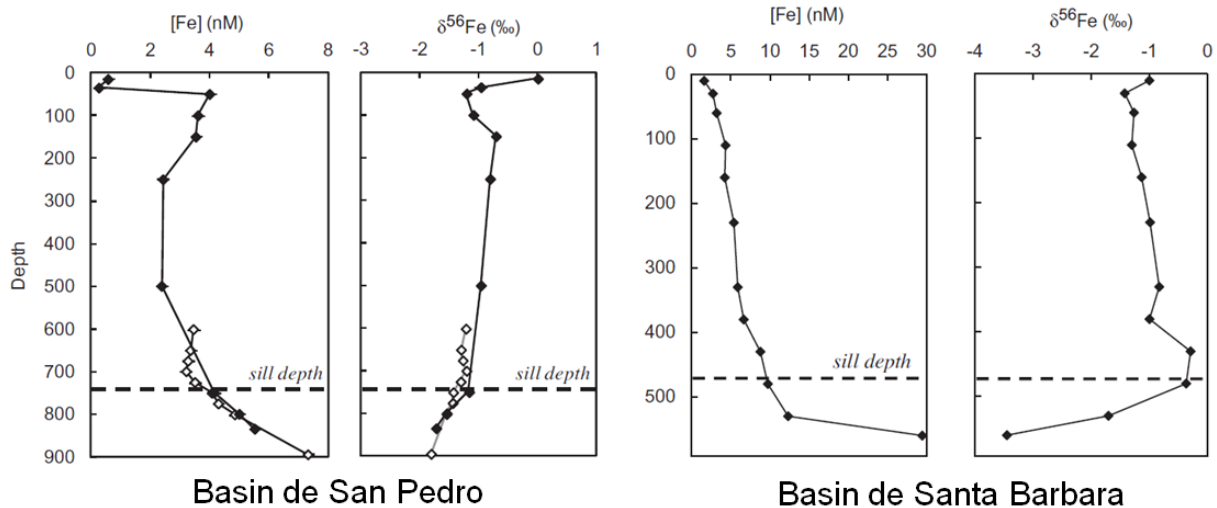 [Fe] (nM)
0 2 4 6 8
δ⁵⁶Fe (‰)
-3 -2 -1 0 1
[Fe] (nM)
0 5 10 15 20 25 30
δ⁵⁶Fe (‰)
-4 -3 -2 -1 0
Depth
0
100
200
300
400
500
600
700
800
900
sill depth
sill depth
0
100
200
300
400
500
sill depth
Basin de San Pedro
Basin de Santa Barbara